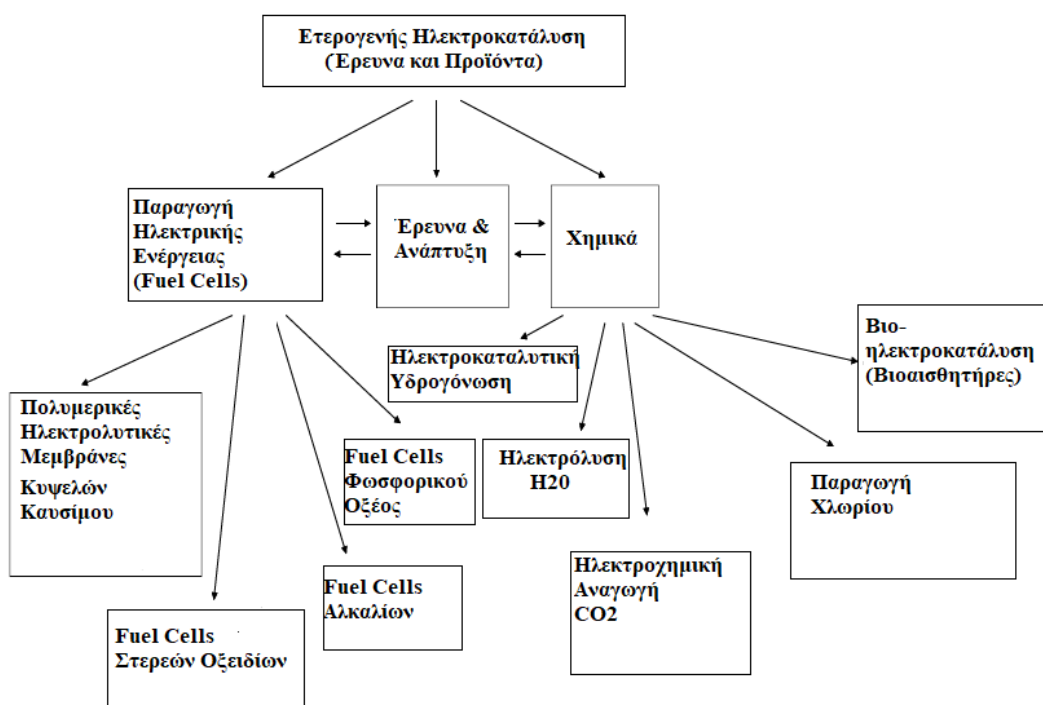 Ετερογενής Ηλεκτροκατάλυση
(Έρευνα και Προϊόντα)
Παραγωγή
Ηλεκτρικής
Ενέργειας
(Fuel Cells)
Έρευνα &
Ανάπτυξη
Χημικά
Βιο-
ηλεκτροκατάλυση
(Βιοαισθητήρες)
Ηλεκτροκαταλυτική
Υδρογόνωση
Πολυμερικές
Ηλεκτρολυτικές
Μεμβράνες
Κυψελών
Καυσίμου
Fuel Cells
Φωσφορικού
Οξέος
Ηλεκτρόλυση
H20
Παραγωγή
Χλωρίου
Ηλεκτροχημική
Αναγωγή
CO2
Fuel Cells
Αλκαλίων
Fuel Cells
Στερεών Οξειδίων